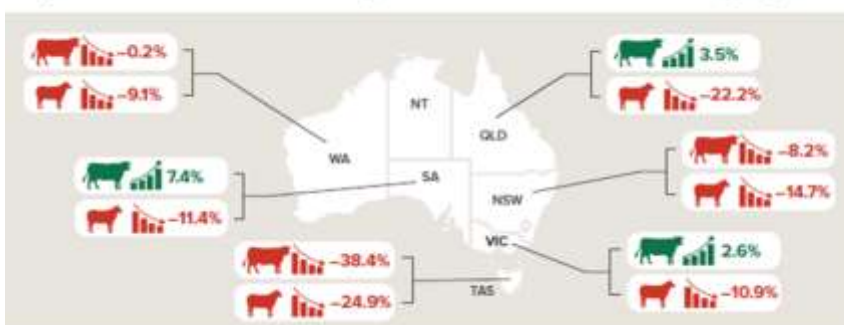 -0.2%
-9.1%
3.5%
-22.2%
NT
QLD
WA
-8.2%
-14.7%
7.4%
-11.4%
SA
NSW
VIC
2.6%
-10.9%
-38.4%
-24.9%
TAS